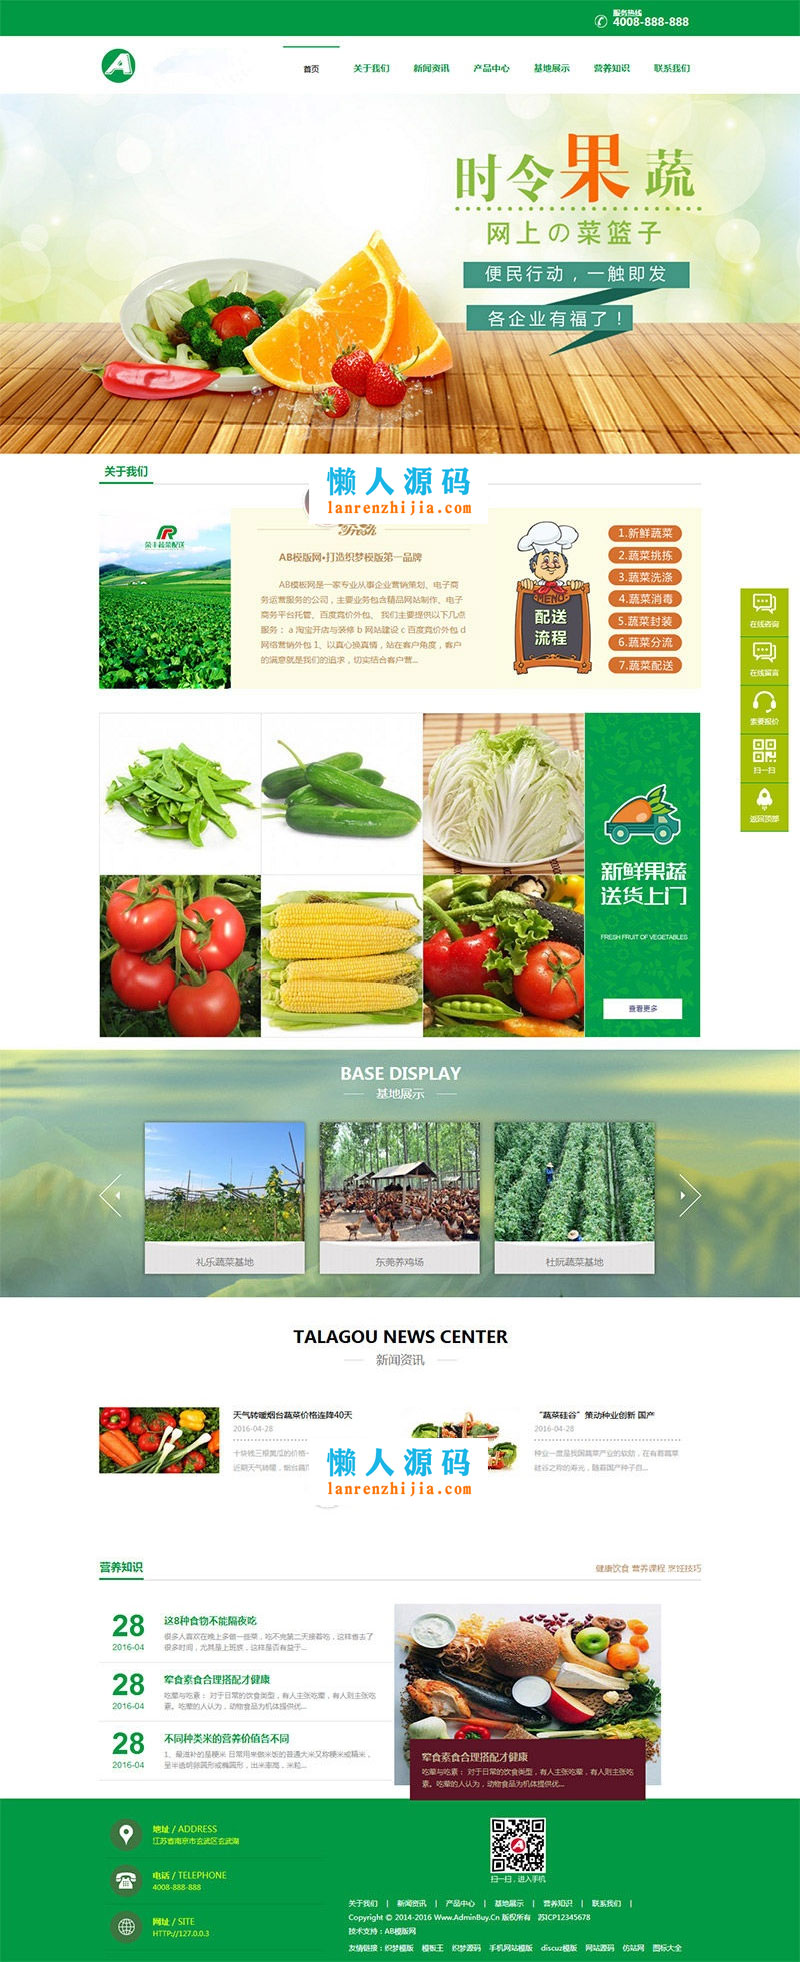 服务热线
4008-888-888
A
首页 关于我们 新闻资讯 产品中心 基地展示 营养知识 联系我们
时令果蔬
网上の菜篮子
便民行动，一触即发
各企业有福了！
关于我们
懒人源码
lanrenzhijia.com
荣丰蔬菜配送
Fresh
AB模版网•打造织梦模版第一品牌
AB模板网是一家专业从事企业营销策划、电子商
务运营服务的公司，主要业务包含精品网站制作、电子
商务平台托管、百度竞价外包、 我们主要提供以下几点
服务： a 淘宝开店与装修 b 网站建设 c 百度竞价外包 d
网络营销外包 1、以真心换真情，站在客户角度，客户
的满意就是我们的追求，切实结合客户营...
MENU
配送
流程
1.新鲜蔬菜
2.蔬菜挑拣
3.蔬菜洗涤
4.蔬菜消毒
5.蔬菜封装
6.蔬菜分流
7.蔬菜配送
在线咨询
在线留言
索要报价
扫一扫
返回顶部
新鲜果蔬
送货上门
FRESH FRUIT OF VEGETABLES
查看更多
BASE DISPLAY
基地展示
礼乐蔬菜基地
东莞养鸡场
杜阮蔬菜基地
TALAGOU NEWS CENTER
新闻资讯
天气转暖烟台蔬菜价格连降40天
2016-04-28
十块钱三根黄瓜的价格一
近期天气转暖，烟台蔬
“蔬菜硅谷”策动种业创新 国产
2016-04-28
种业一度是我国蔬菜产业的软肋，在有着蔬菜
硅谷之称的寿光，随着国产种子自...
懒人源码
lanrenzhijia.com
营养知识
健康饮食 营养课程 烹饪技巧
28
2016-04
这8种食物不能隔夜吃
很多人喜欢在晚上多做一些菜，吃不完第二天接着吃，这样省去了
很多时间，尤其是上班族，这样是否有益于...
28
2016-04
荤食素食合理搭配才健康
吃荤与吃素： 对于日常的饮食类型，有人主张吃荤，有人则主张吃
素。吃荤的人认为，动物食品为机体提供优...
28
2016-04
不同种类米的营养价值各不同
1、最滋补的是粳米 日常用来做米饭的普通大米又称粳米或精米，
呈半透明卵圆形或椭圆形，出米率高，米粒...
荤食素食合理搭配才健康
吃荤与吃素： 对于日常的饮食类型，有人主张吃荤，有人则主张吃
素。吃荤的人认为，动物食品为机体提供优...
地址 / ADDRESS
江苏省南京市玄武区玄武湖
电话 / TELEPHONE
4008-888-888
网址 / SITE
HTTP://127.0.0.3
扫一扫，进入手机
关于我们 | 新闻资讯 | 产品中心 | 基地展示 | 营养知识 | 联系我们 |
Copyright © 2014-2016 Www.AdminBuy.Cn 版权所有 苏ICP12345678
技术支持：AB模版网
友情链接：织梦模版 模板王 织梦源码 手机网站模版 discuz模版 网站源码 仿站网 图标大全